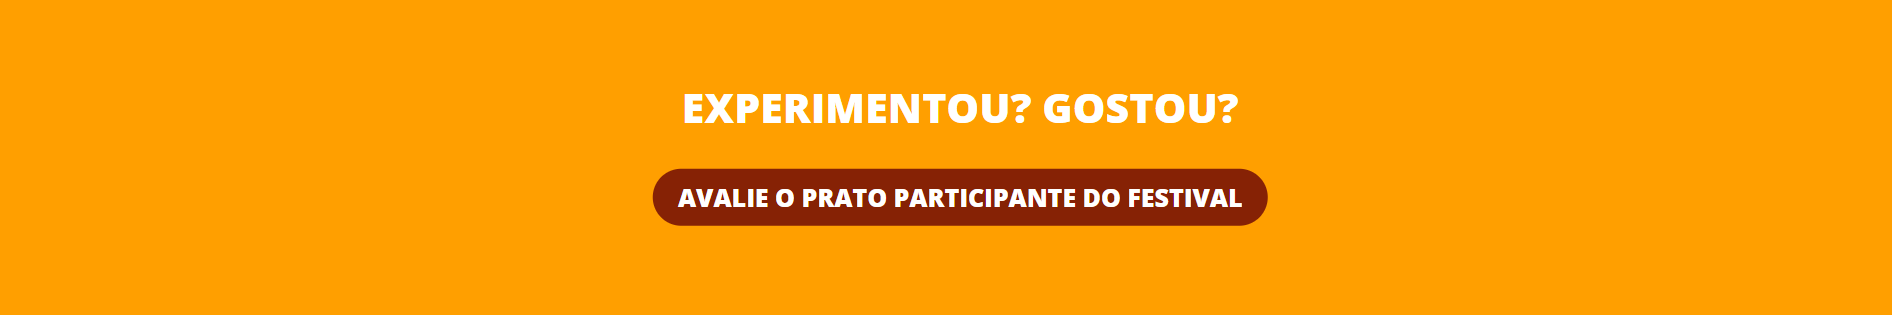 EXPERIMENTOU? GOSTOU?
AVALIE O PRATO PARTICIPANTE DO FESTIVAL